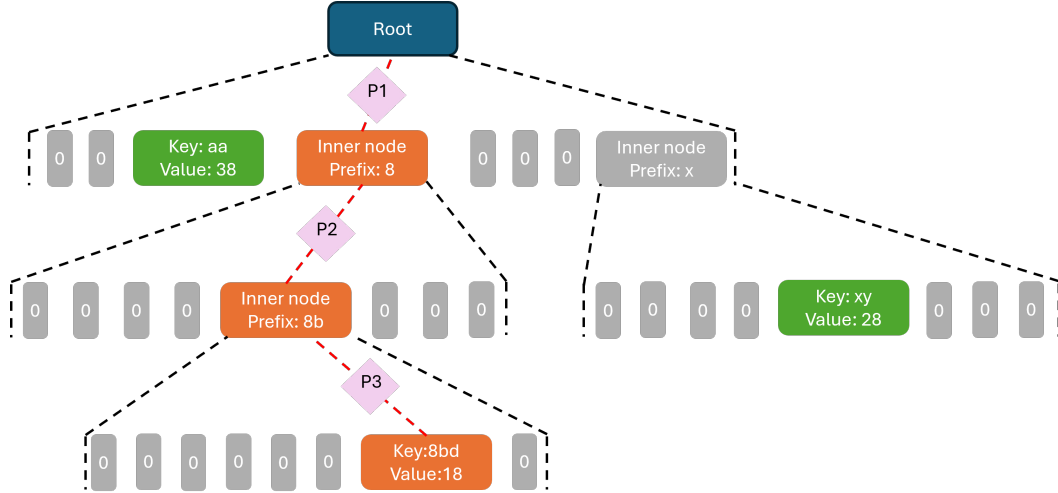 Root
P1
0
0
Key: aa
Value: 38
Inner node
Prefix: 8
0
0
0
Inner node
Prefix: x
P2
0
0
0
0
Inner node
Prefix: 8b
0
0
0
0
0
0
0
Key: xy
Value: 28
0
0
0
P3
0
0
0
0
0
0
Key:8bd
Value:18
0